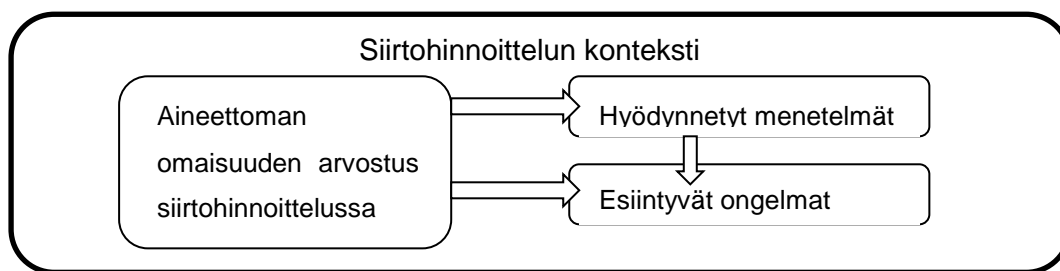 Siirtohinnoittelun konteksti
Aineettoman
omaisuuden arvostus
siirtohinnoittelussa
Hyödynnetyt menetelmät
Esiintyvät ongelmat